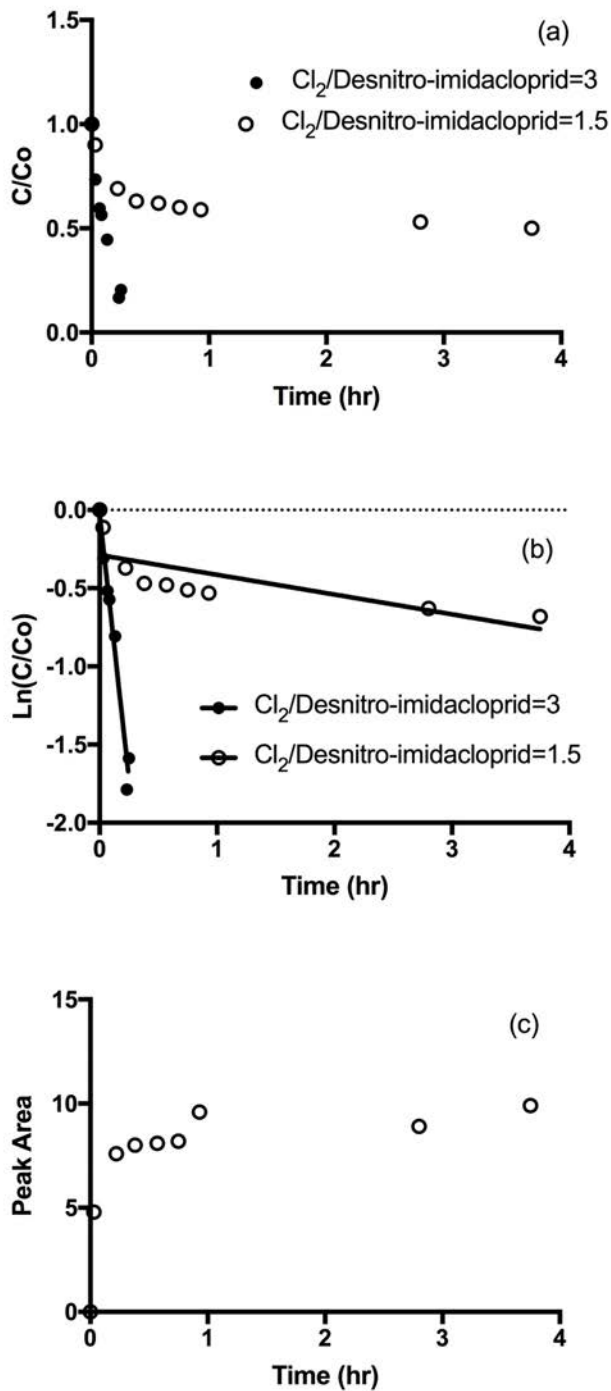 (a)
1.5
Cl₂/Desnitro-imidacloprid=3
Cl₂/Desnitro-imidacloprid=1.5
1.0
C/Co
0.5
0.0
0 1 2 3 4
Time (hr)
0.0
(b)
-0.5
Ln(C/Co)
-1.0
Cl₂/Desnitro-imidacloprid=3
-1.5
Cl₂/Desnitro-imidacloprid=1.5
-2.0
0 1 2 3 4
Time (hr)
15
(c)
10
Peak Area
5
0
0 1 2 3 4
Time (hr)